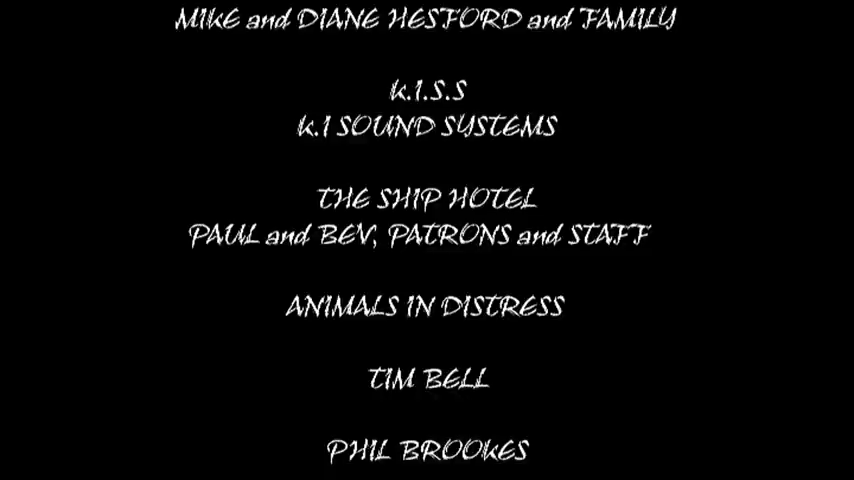 MIKE and DIANE HESFORD and FAMILY
K.I.S.S
K.I SOUND SYSTEMS
THE SHIP HOTEL
PAUL and BEV, PATRONS and STAFF
ANIMALS IN DISTRESS
TIM BELL
PHIL BROOKES